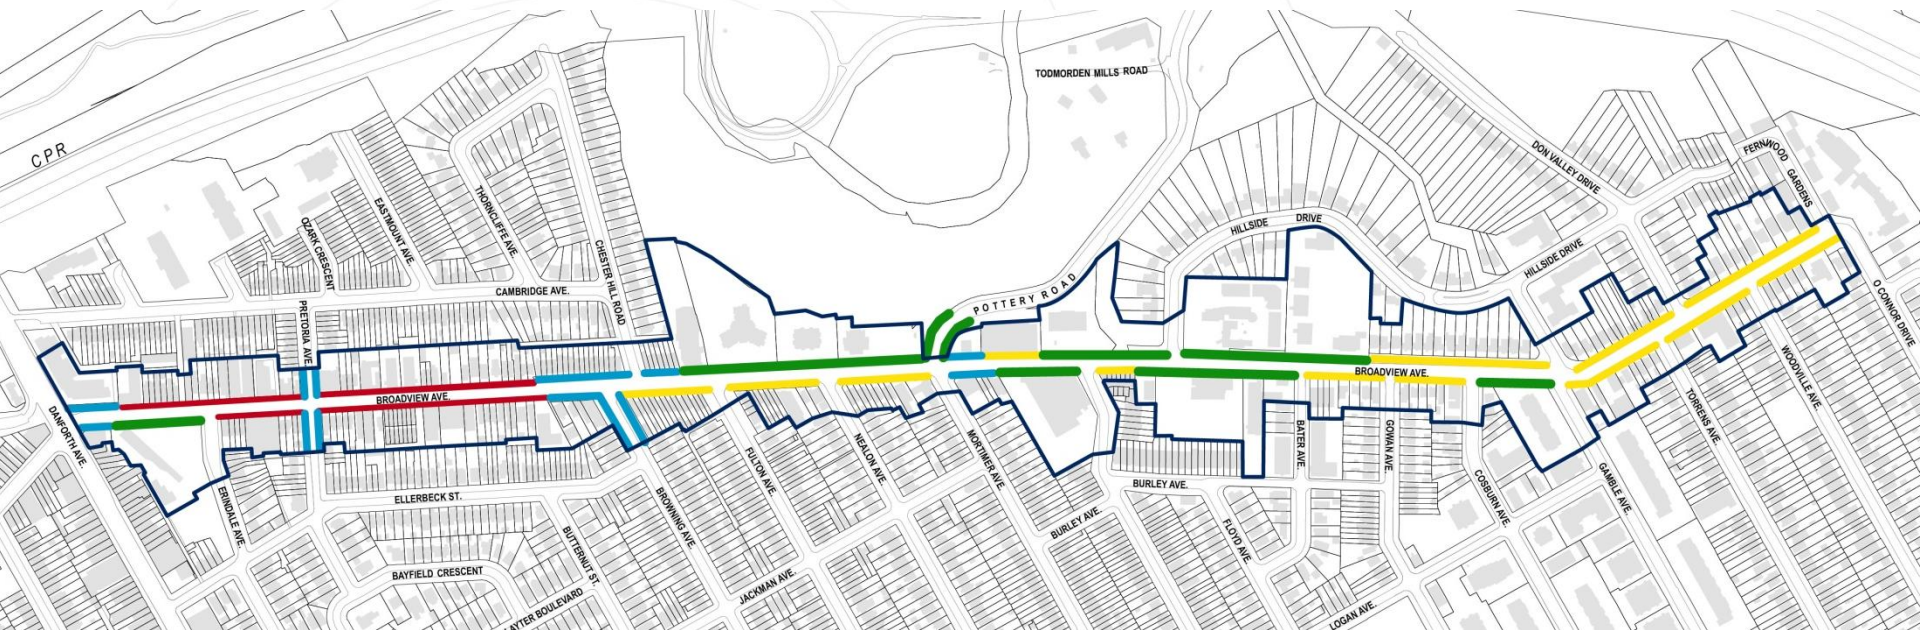 TODMORDEN MILLS ROAD
CPR
DON VALLEY DRIVE
FERNWOOD
GARDENS
THORNCLIFFE AVE.
EASTMOUNT AVE.
OZARK CRESCENT
HILLSIDE DRIVE
HILLSIDE DRIVE
CHESTER HILL ROAD
CAMBRIDGE AVE.
POTTERY ROAD
O CONNOR DRIVE
PRETORIA AVE.
BROADVIEW AVE.
BROADVIEW AVE.
WOODVILLE AVE.
TORRENS AVE.
DANFORTH AVE.
FULTON AVE.
NEALON AVE.
MORTIMER AVE.
BATER AVE.
GOWAN AVE.
COSBURN AVE.
GAMBLE AVE.
ERINDALE AVE.
ELLERBECK ST.
BROWNING AVE.
BURLEY AVE.
BURLEY AVE.
FLOYD AVE.
BUTTERNUT ST.
BAYFIELD CRESCENT
JACKMAN AVE.
LAYTER BOULEVARD
LOGAN AVE.